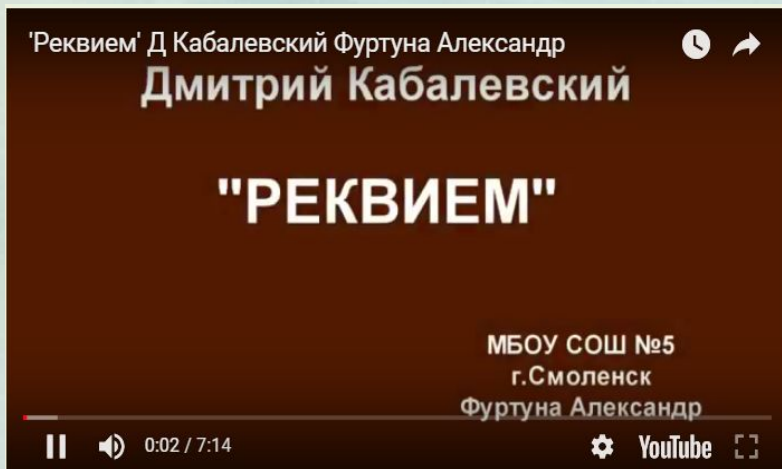 'Реквием' Д Кабалевский Фуртуна Александр
Дмитрий Кабалевский
"РЕКВИЕМ"
МБОУ СОШ №5
г.Смоленск
Фуртуна Александр
0:02 / 7:14
YouTube